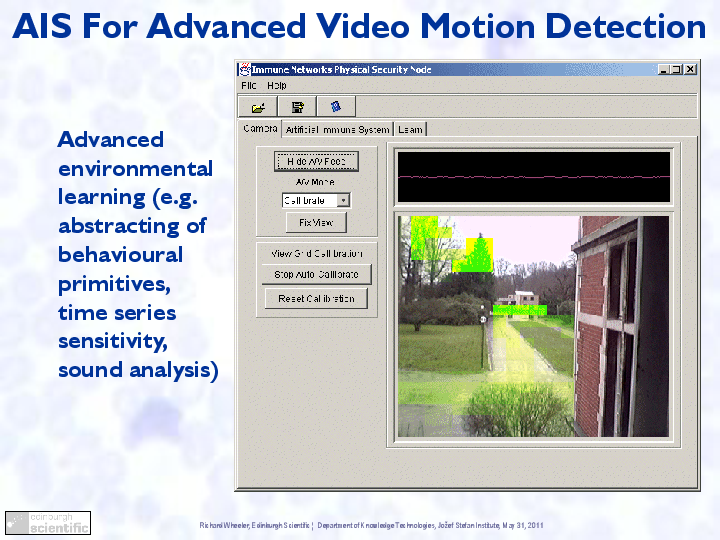 AIS For Advanced Video Motion Detection
Immune Networks Physical Security Node
File Help
Camera Artificial Immune System Learn
Advanced
environmental
learning (e.g.
abstracting of
behavioural
primitives,
time series
sensitivity,
sound analysis)
Hide A/V Feed
A/V Mode
Calibrate
Fix View
View Grid Calibration
Stop Auto-Calibrate
Reset Calibration
edinburgh
scientific
Richard Wheeler, Edinburgh Scientific ¦ Department of Knowledge Technologies, Jožef Stefan Institute, May 31, 2011